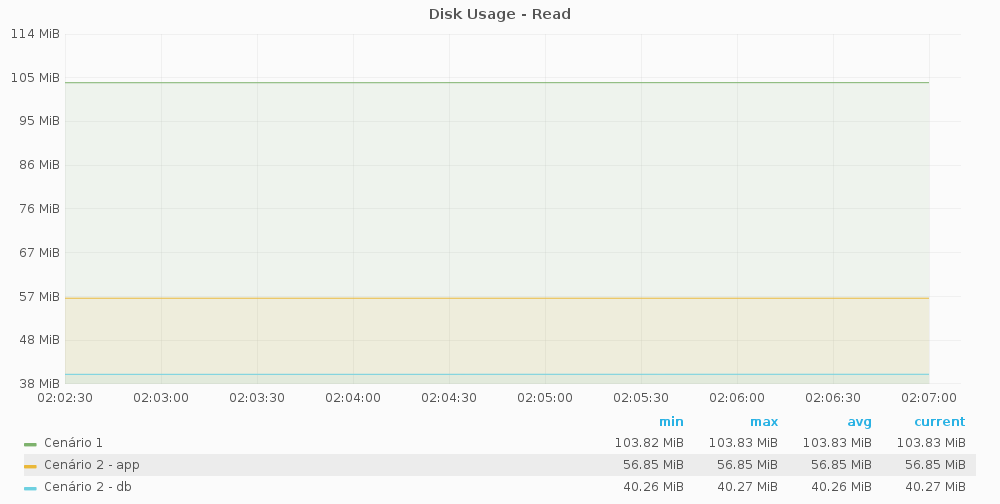 Disk Usage - Read
114 MiB
105 MiB
95 MiB
86 MiB
76 MiB
67 MiB
57 MiB
48 MiB
38 MiB
02:02:30 02:03:00 02:03:30 02:04:00 02:04:30 02:05:00 02:05:30 02:06:00 02:06:30 02:07:00
min max avg current
Cenário 1 103.82 MiB 103.83 MiB 103.83 MiB 103.83 MiB
Cenário 2 - app 56.85 MiB 56.85 MiB 56.85 MiB 56.85 MiB
Cenário 2 - db 40.26 MiB 40.27 MiB 40.26 MiB 40.27 MiB